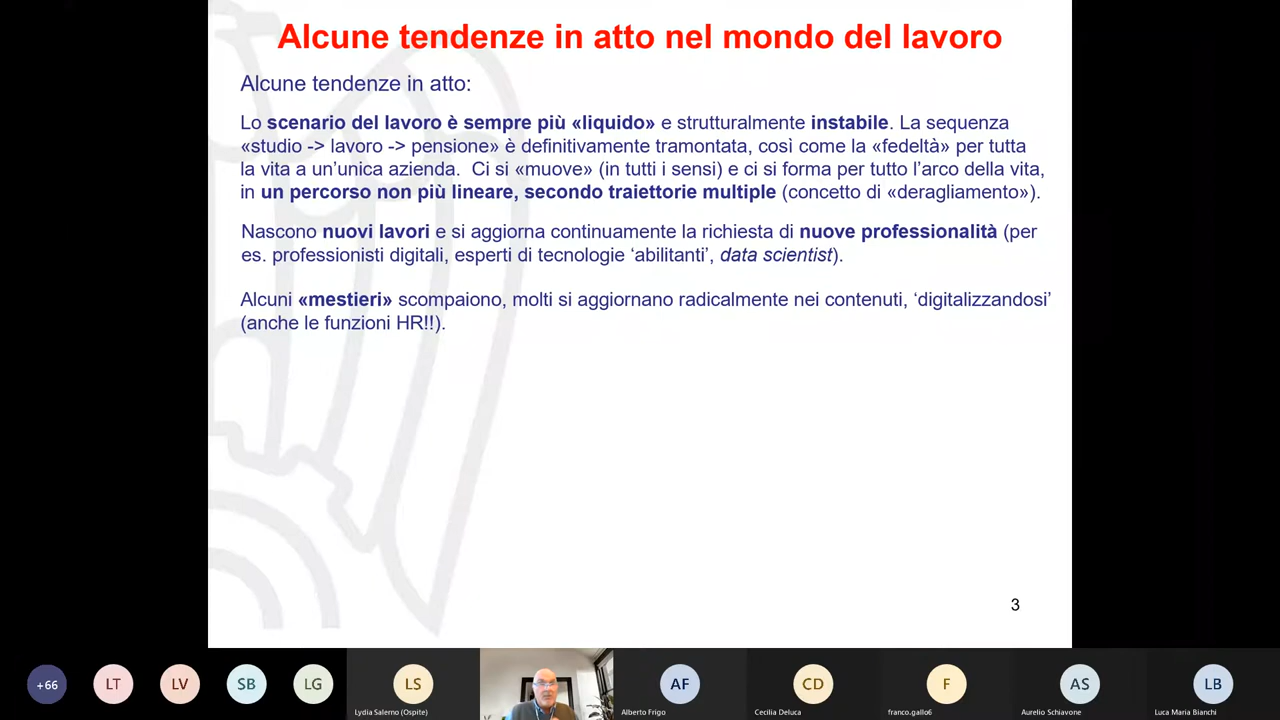 Alcune tendenze in atto nel mondo del lavoro
Alcune tendenze in atto:
Lo scenario del lavoro è sempre più «liquido» e strutturalmente instabile. La sequenza
«studio -> lavoro -> pensione» è definitivamente tramontata, così come la «fedeltà» per tutta
la vita a un’unica azienda. Ci si «muove» (in tutti i sensi) e ci si forma per tutto l’arco della vita,
in un percorso non più lineare, secondo traiettorie multiple (concetto di «deragliamento»).
Nascono nuovi lavori e si aggiorna continuamente la richiesta di nuove professionalità (per
es. professionisti digitali, esperti di tecnologie ‘abilitanti’, data scientist).
Alcuni «mestieri» scompaiono, molti si aggiornano radicalmente nei contenuti, ‘digitalizzandosi’
(anche le funzioni HR!!).
3
+66 LT LV SB LG LS AF CD F AS LB
Lydia Salerno (Ospite) Alberto Frigo Cecilia Deluca franco.gallo6 Aurelio Schiavone Luca Maria Bianchi